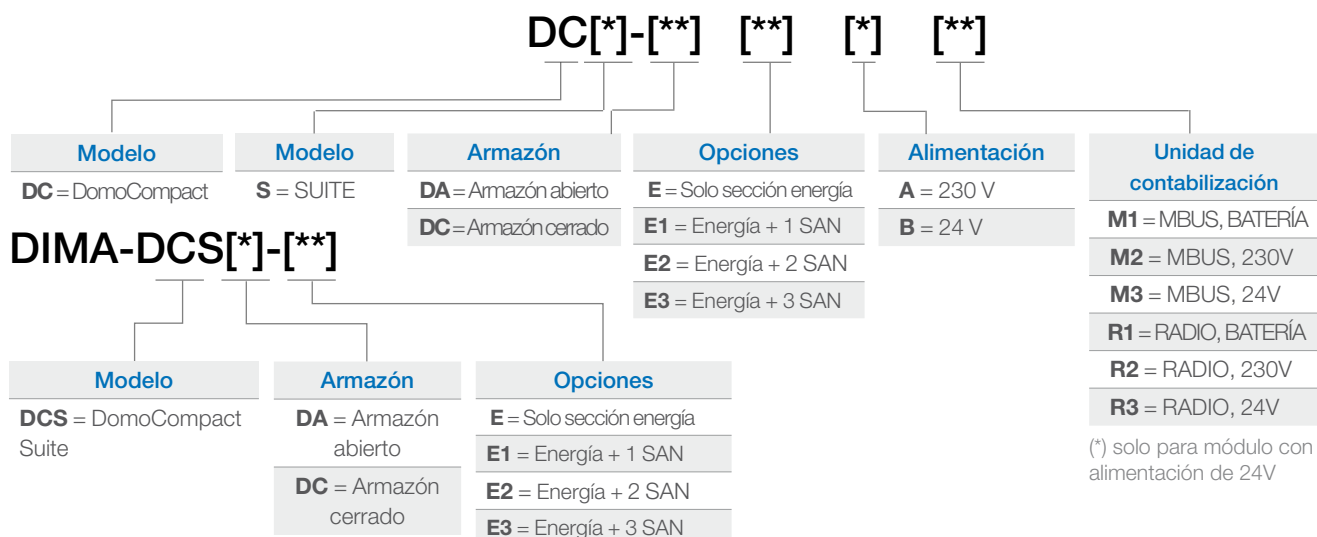 DC[*]-[**] [**] [*] [**]
Modelo
DC = DomoCompact
Modelo
S = SUITE
Armazón
DA = Armazón abierto
DC = Armazón cerrado
Opciones
E = Solo sección energía
E1 = Energía + 1 SAN
E2 = Energía + 2 SAN
E3 = Energía + 3 SAN
Alimentación
A = 230 V
B = 24 V
Unidad de
contabilización
M1 = MBUS, BATERÍA
M2 = MBUS, 230V
M3 = MBUS, 24V
R1 = RADIO, BATERÍA
R2 = RADIO, 230V
R3 = RADIO, 24V
(*) solo para módulo con
alimentación de 24V
DIMA-DCS[*]-[**]
Modelo
DCS = DomoCompact
Suite
Armazón
DA = Armazón
abierto
DC = Armazón
cerrado
Opciones
E = Solo sección energía
E1 = Energía + 1 SAN
E2 = Energía + 2 SAN
E3 = Energía + 3 SAN